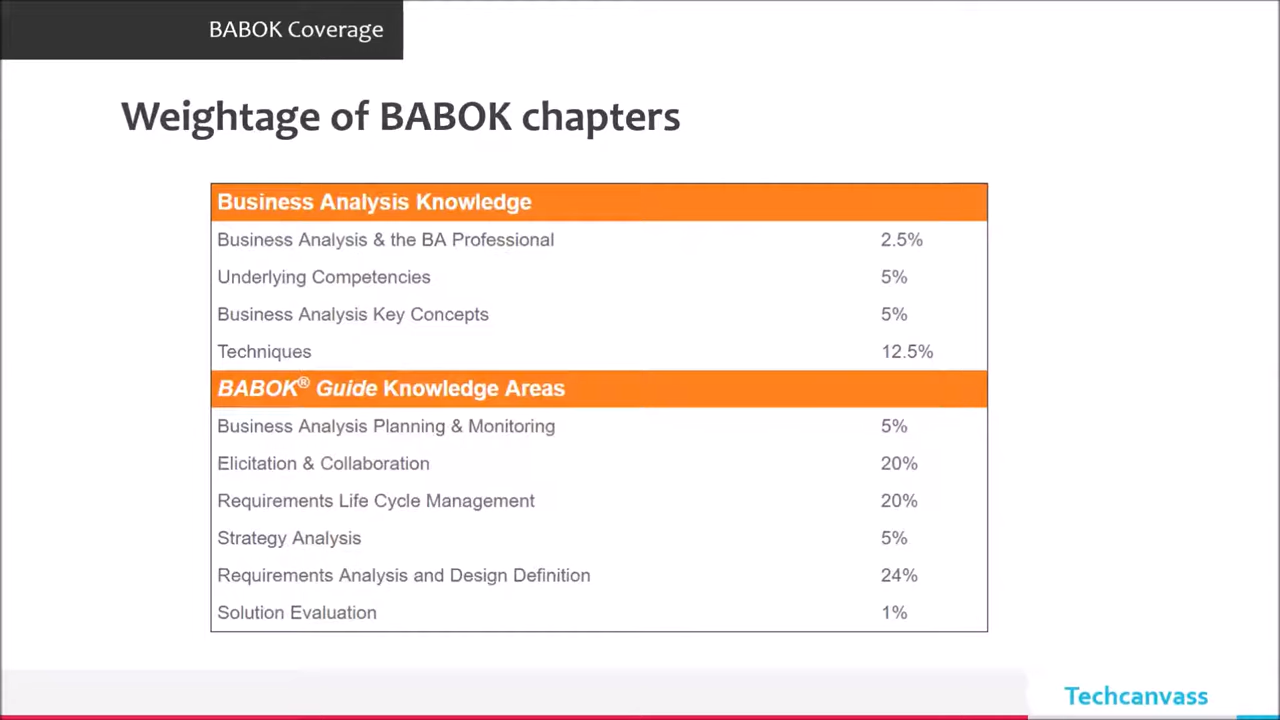 BABOK Coverage
Weightage of BABOK chapters
Business Analysis Knowledge
Business Analysis & the BA Professional 2.5%
Underlying Competencies 5%
Business Analysis Key Concepts 5%
Techniques 12.5%
BABOK® Guide Knowledge Areas
Business Analysis Planning & Monitoring 5%
Elicitation & Collaboration 20%
Requirements Life Cycle Management 20%
Strategy Analysis 5%
Requirements Analysis and Design Definition 24%
Solution Evaluation 1%
Techcanvass